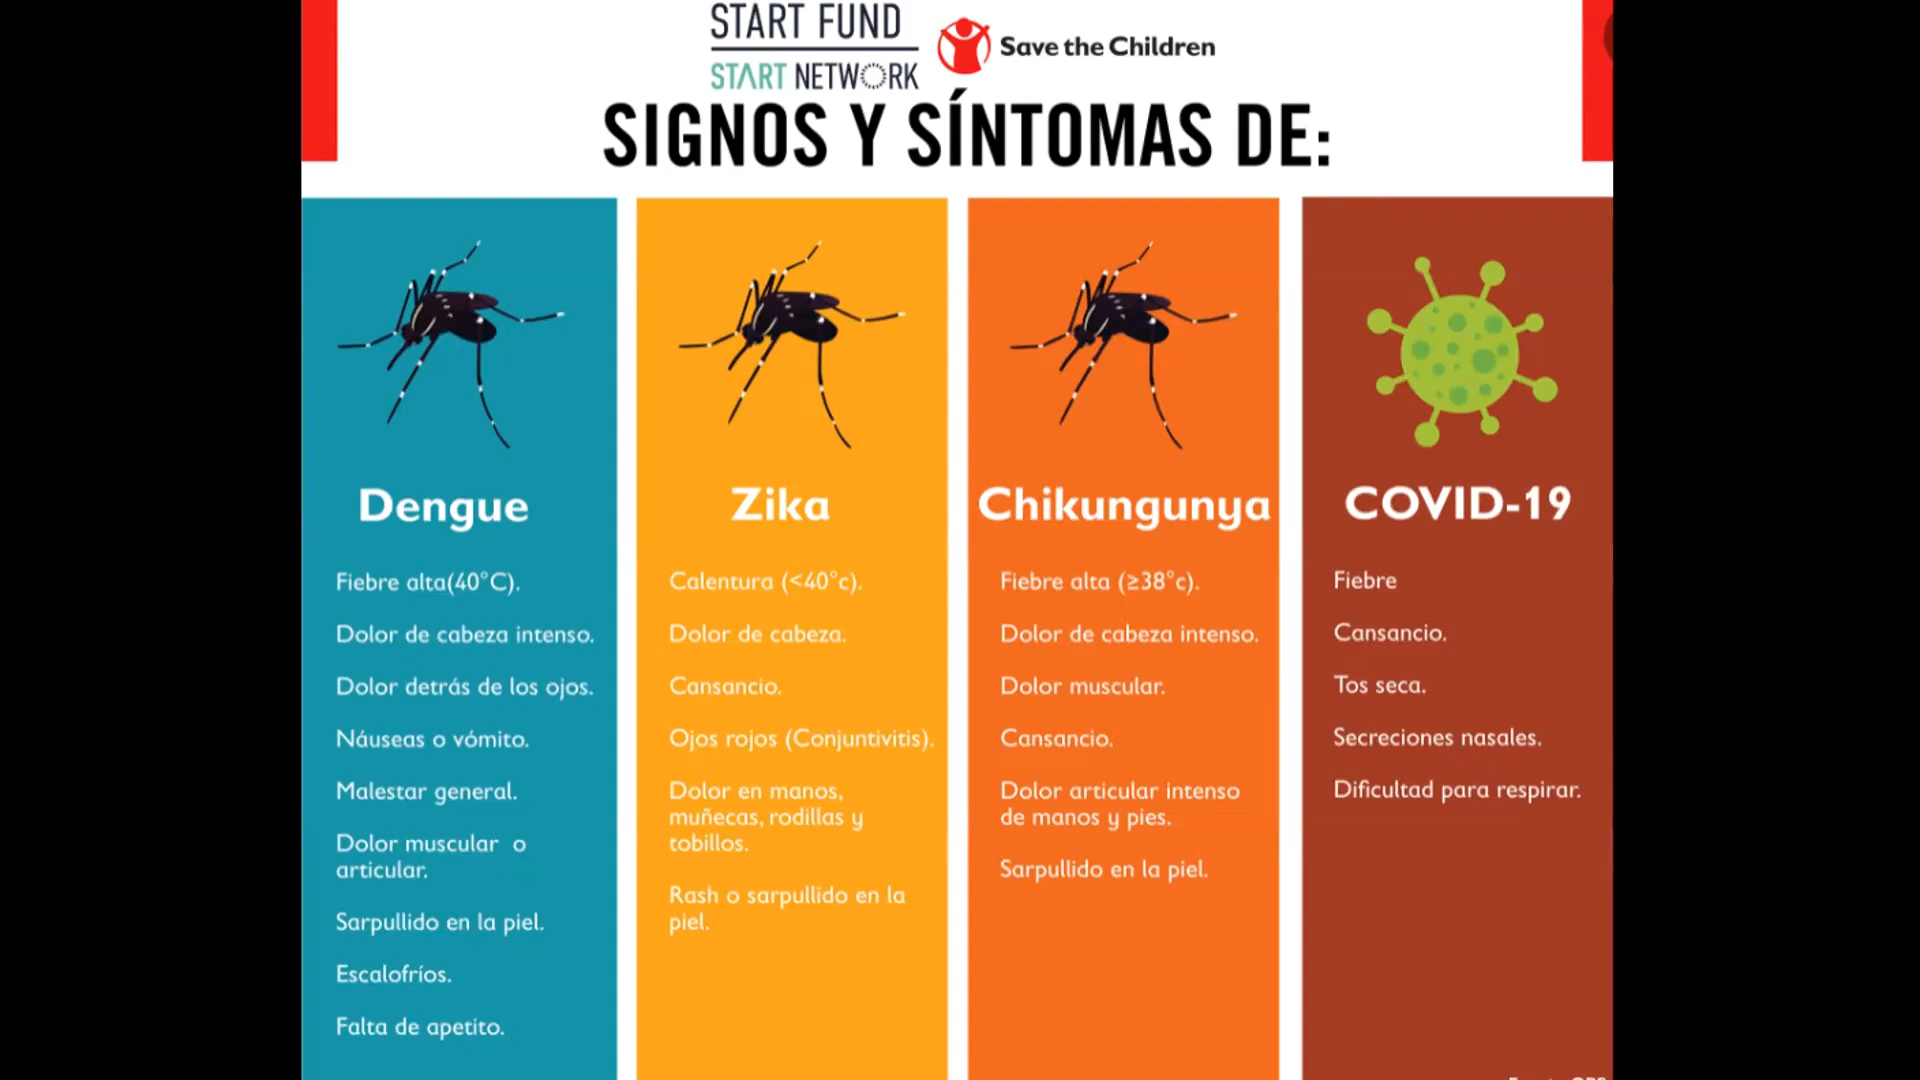 START FUND
START NETWORK
Save the Children
SIGNOS Y SÍNTOMAS DE:
Dengue
Fiebre alta(40°C).
Dolor de cabeza intenso.
Dolor detrás de los ojos.
Náuseas o vómito.
Malestar general.
Dolor muscular o
articular.
Sarpullido en la piel.
Escalofríos.
Falta de apetito.
Zika
Calentura (<40°c).
Dolor de cabeza.
Cansancio.
Ojos rojos (Conjuntivitis).
Dolor en manos,
muñecas, rodillas y
tobillos.
Rash o sarpullido en la
piel.
Chikungunya
Fiebre alta (≥38°c).
Dolor de cabeza intenso.
Dolor muscular.
Cansancio.
Dolor articular intenso
de manos y pies.
Sarpullido en la piel.
COVID-19
Fiebre
Cansancio.
Tos seca.
Secreciones nasales.
Dificultad para respirar.